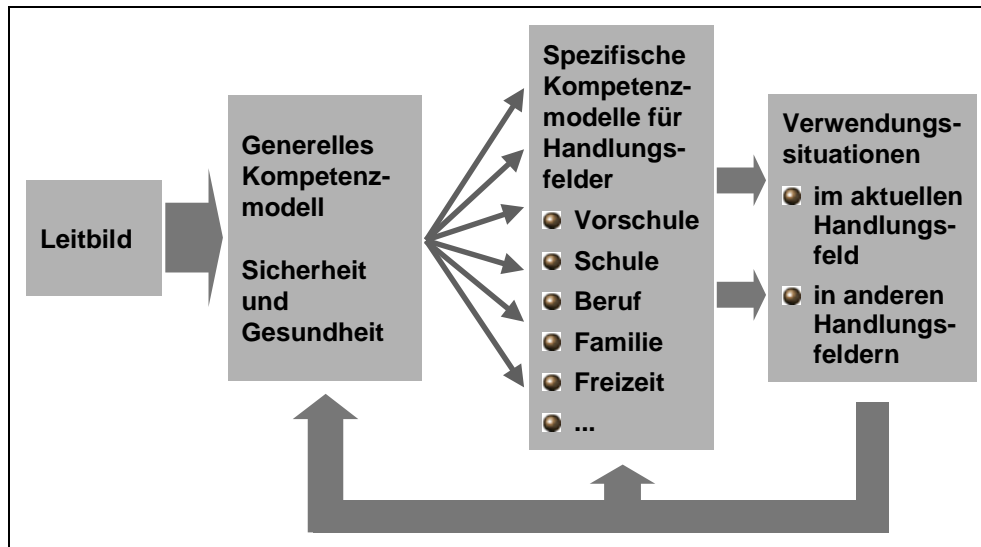 Leitbild
Generelles
Kompetenz-
modell
Sicherheit
und
Gesundheit
Spezifische
Kompetenz-
modelle für
Handlungs-
felder
Vorschule
Schule
Beruf
Familie
Freizeit
...
Verwendungs-
situationen
im aktuellen
Handlungs-
feld
in anderen
Handlungs-
feldern